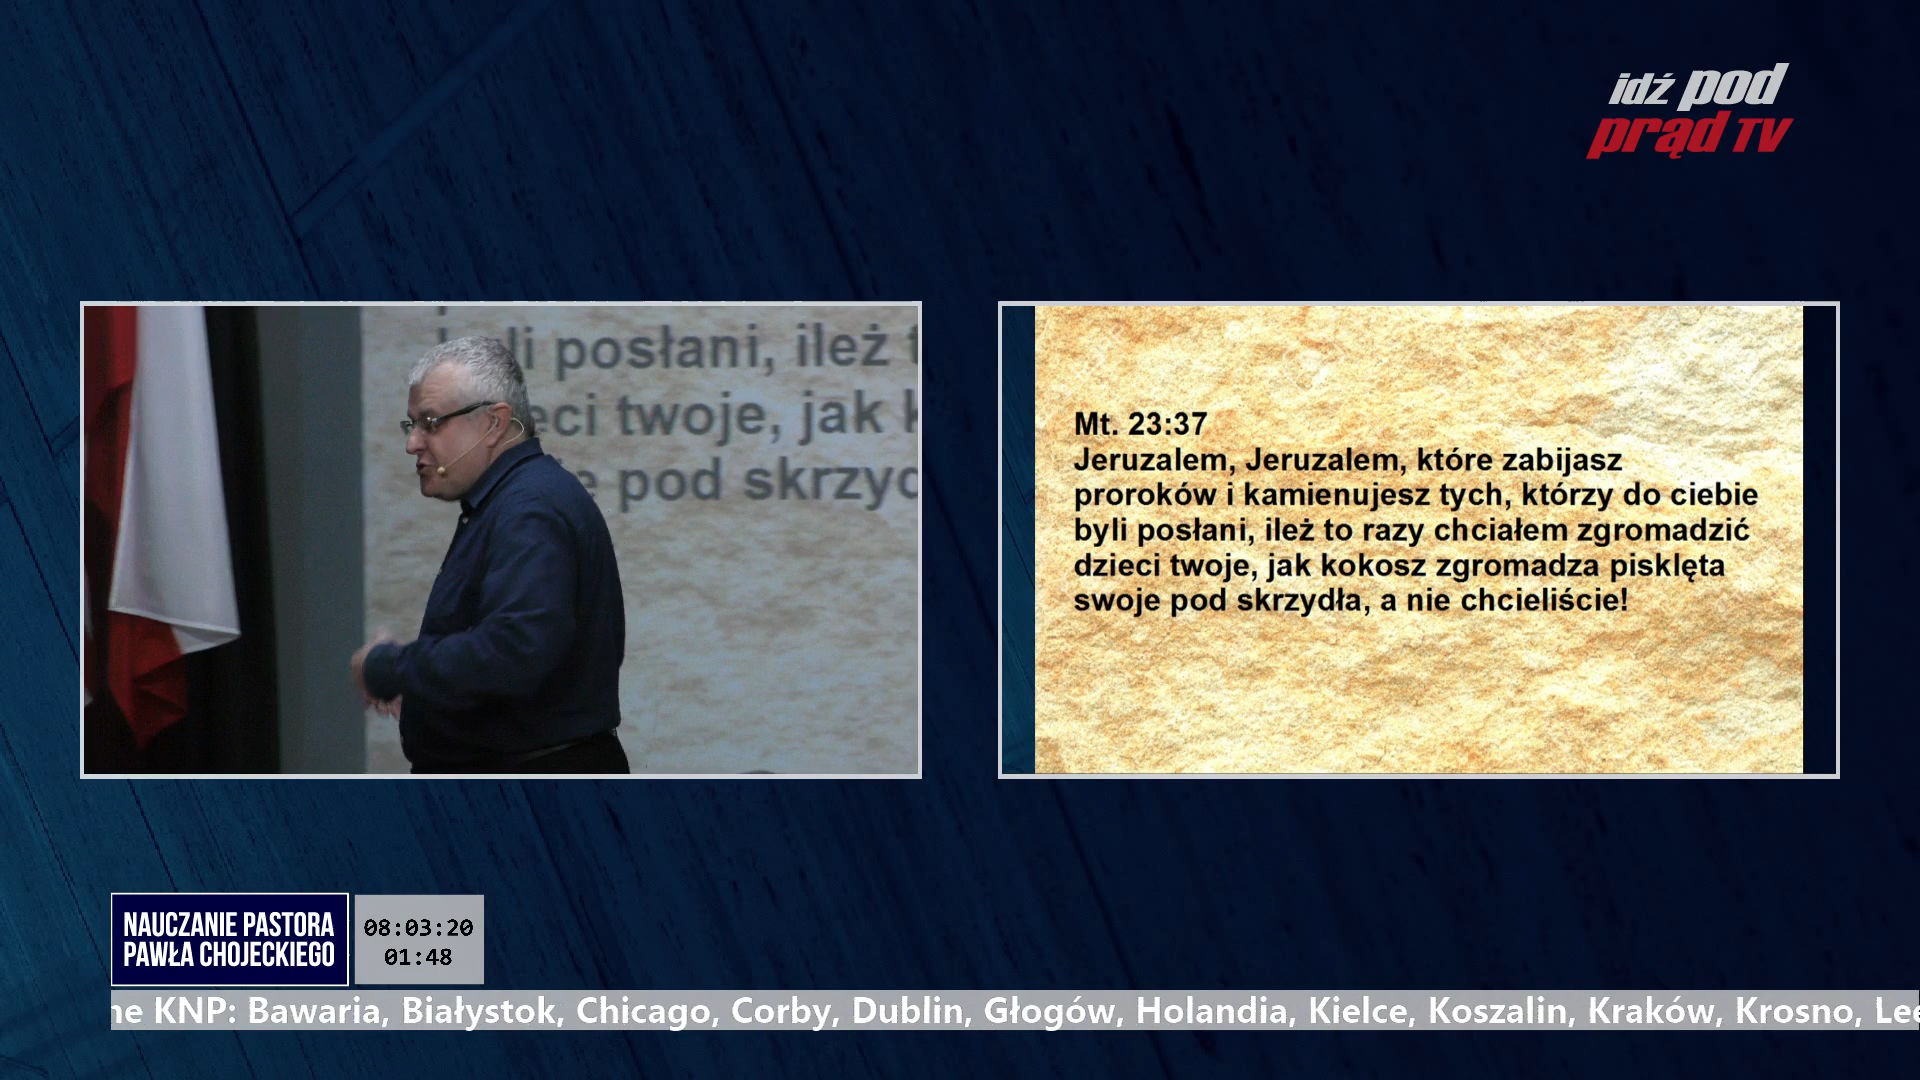 idź pod
prąd TV
li posłani, ileż
eci twoje, jak
pod
Mt. 23:37
Jeruzalem, Jeruzalem, które zabijasz
proroków i kamienujesz tych, którzy do ciebie
byli posłani, ileż to razy chciałem zgromadzić
dzieci twoje, jak kokosz zgromadza pisklęta
swoje pod skrzydła, a nie chcieliście!
NAUCZANIE PASTORA
PAWŁA CHOJECKIEGO
08:03:20
01:48
ne KNP: Bawaria, Białystok, Chicago, Corby, Dublin, Głogów, Holandia, Kielce, Koszalin, Kraków, Krosno, Lee